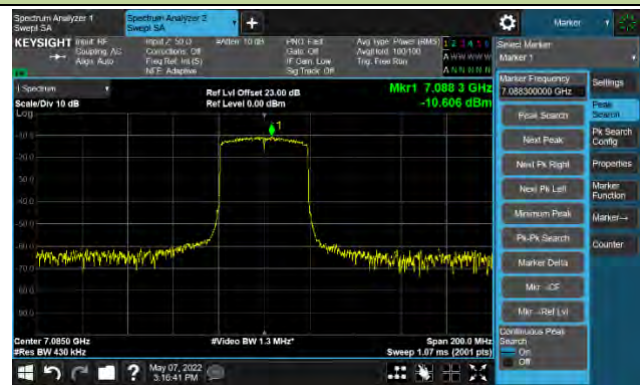 Spectrum Analyzer 1
Swept SA
Spectrum Analyzer 2
Swept SA
+
Marker
KEYSIGHT
Input: RF
Coupling: AC
Align: Auto
Input Z: 50 Ω
Corrections: Off
Freq Ref: Int (S)
NFE: Adaptive
#Atten: 10 dB
PNO: Fast
Gate: Off
IF Gain: Low
Sig Track: Off
Avg Type: Power (RMS)
Avg|Hold: 100/100
Trig: Free Run
1 2 3 4 5 6
A W W W W W
A N N N N N
Select Marker
Marker 1
1 Spectrum
Scale/Div 10 dB
Log
Ref Lvl Offset 23.00 dB
Ref Level 0.00 dBm
Mkr1 7.088 3 GHz
-10.606 dBm
1
-10.0
-30.0
-40.0
-50.0
-60.0
-70.0
-90.0
Center 7.0850 GHz
#Res BW 430 kHz
#Video BW 1.3 MHz*
Span 200.0 MHz
Sweep 1.07 ms (2001 pts)
Marker Frequency
7.088300000 GHz
Peak Search
Next Peak
Next Pk Right
Next Pk Left
Minimum Peak
Pk-Pk Search
Marker Delta
Mkr→CF
Mkr→Ref Lvl
Continuous Peak
Search
On
Off
Settings
Peak
Search
Pk Search
Config
Properties
Marker
Function
Marker→
Counter
?
May 07, 2022
3:16:41 PM